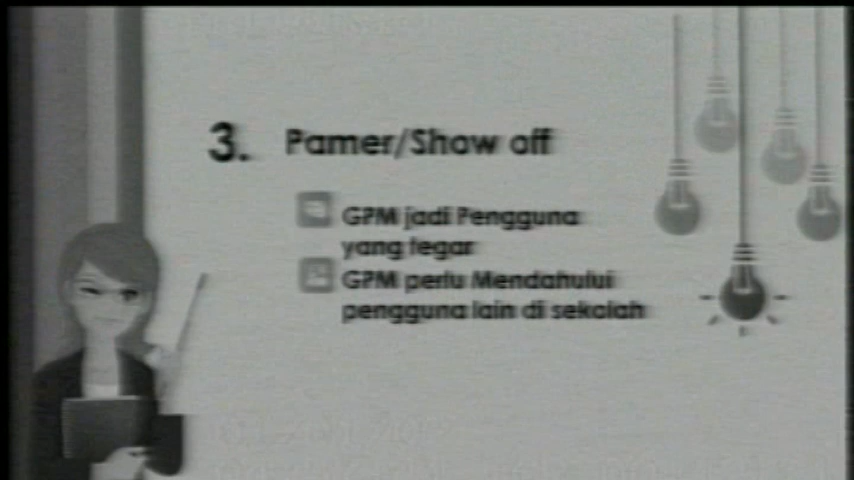 3. Pamer/Show off
GPM jadi Pengguna
yang tegar
GPM perlu Mendahului
pengguna lain di sekolah